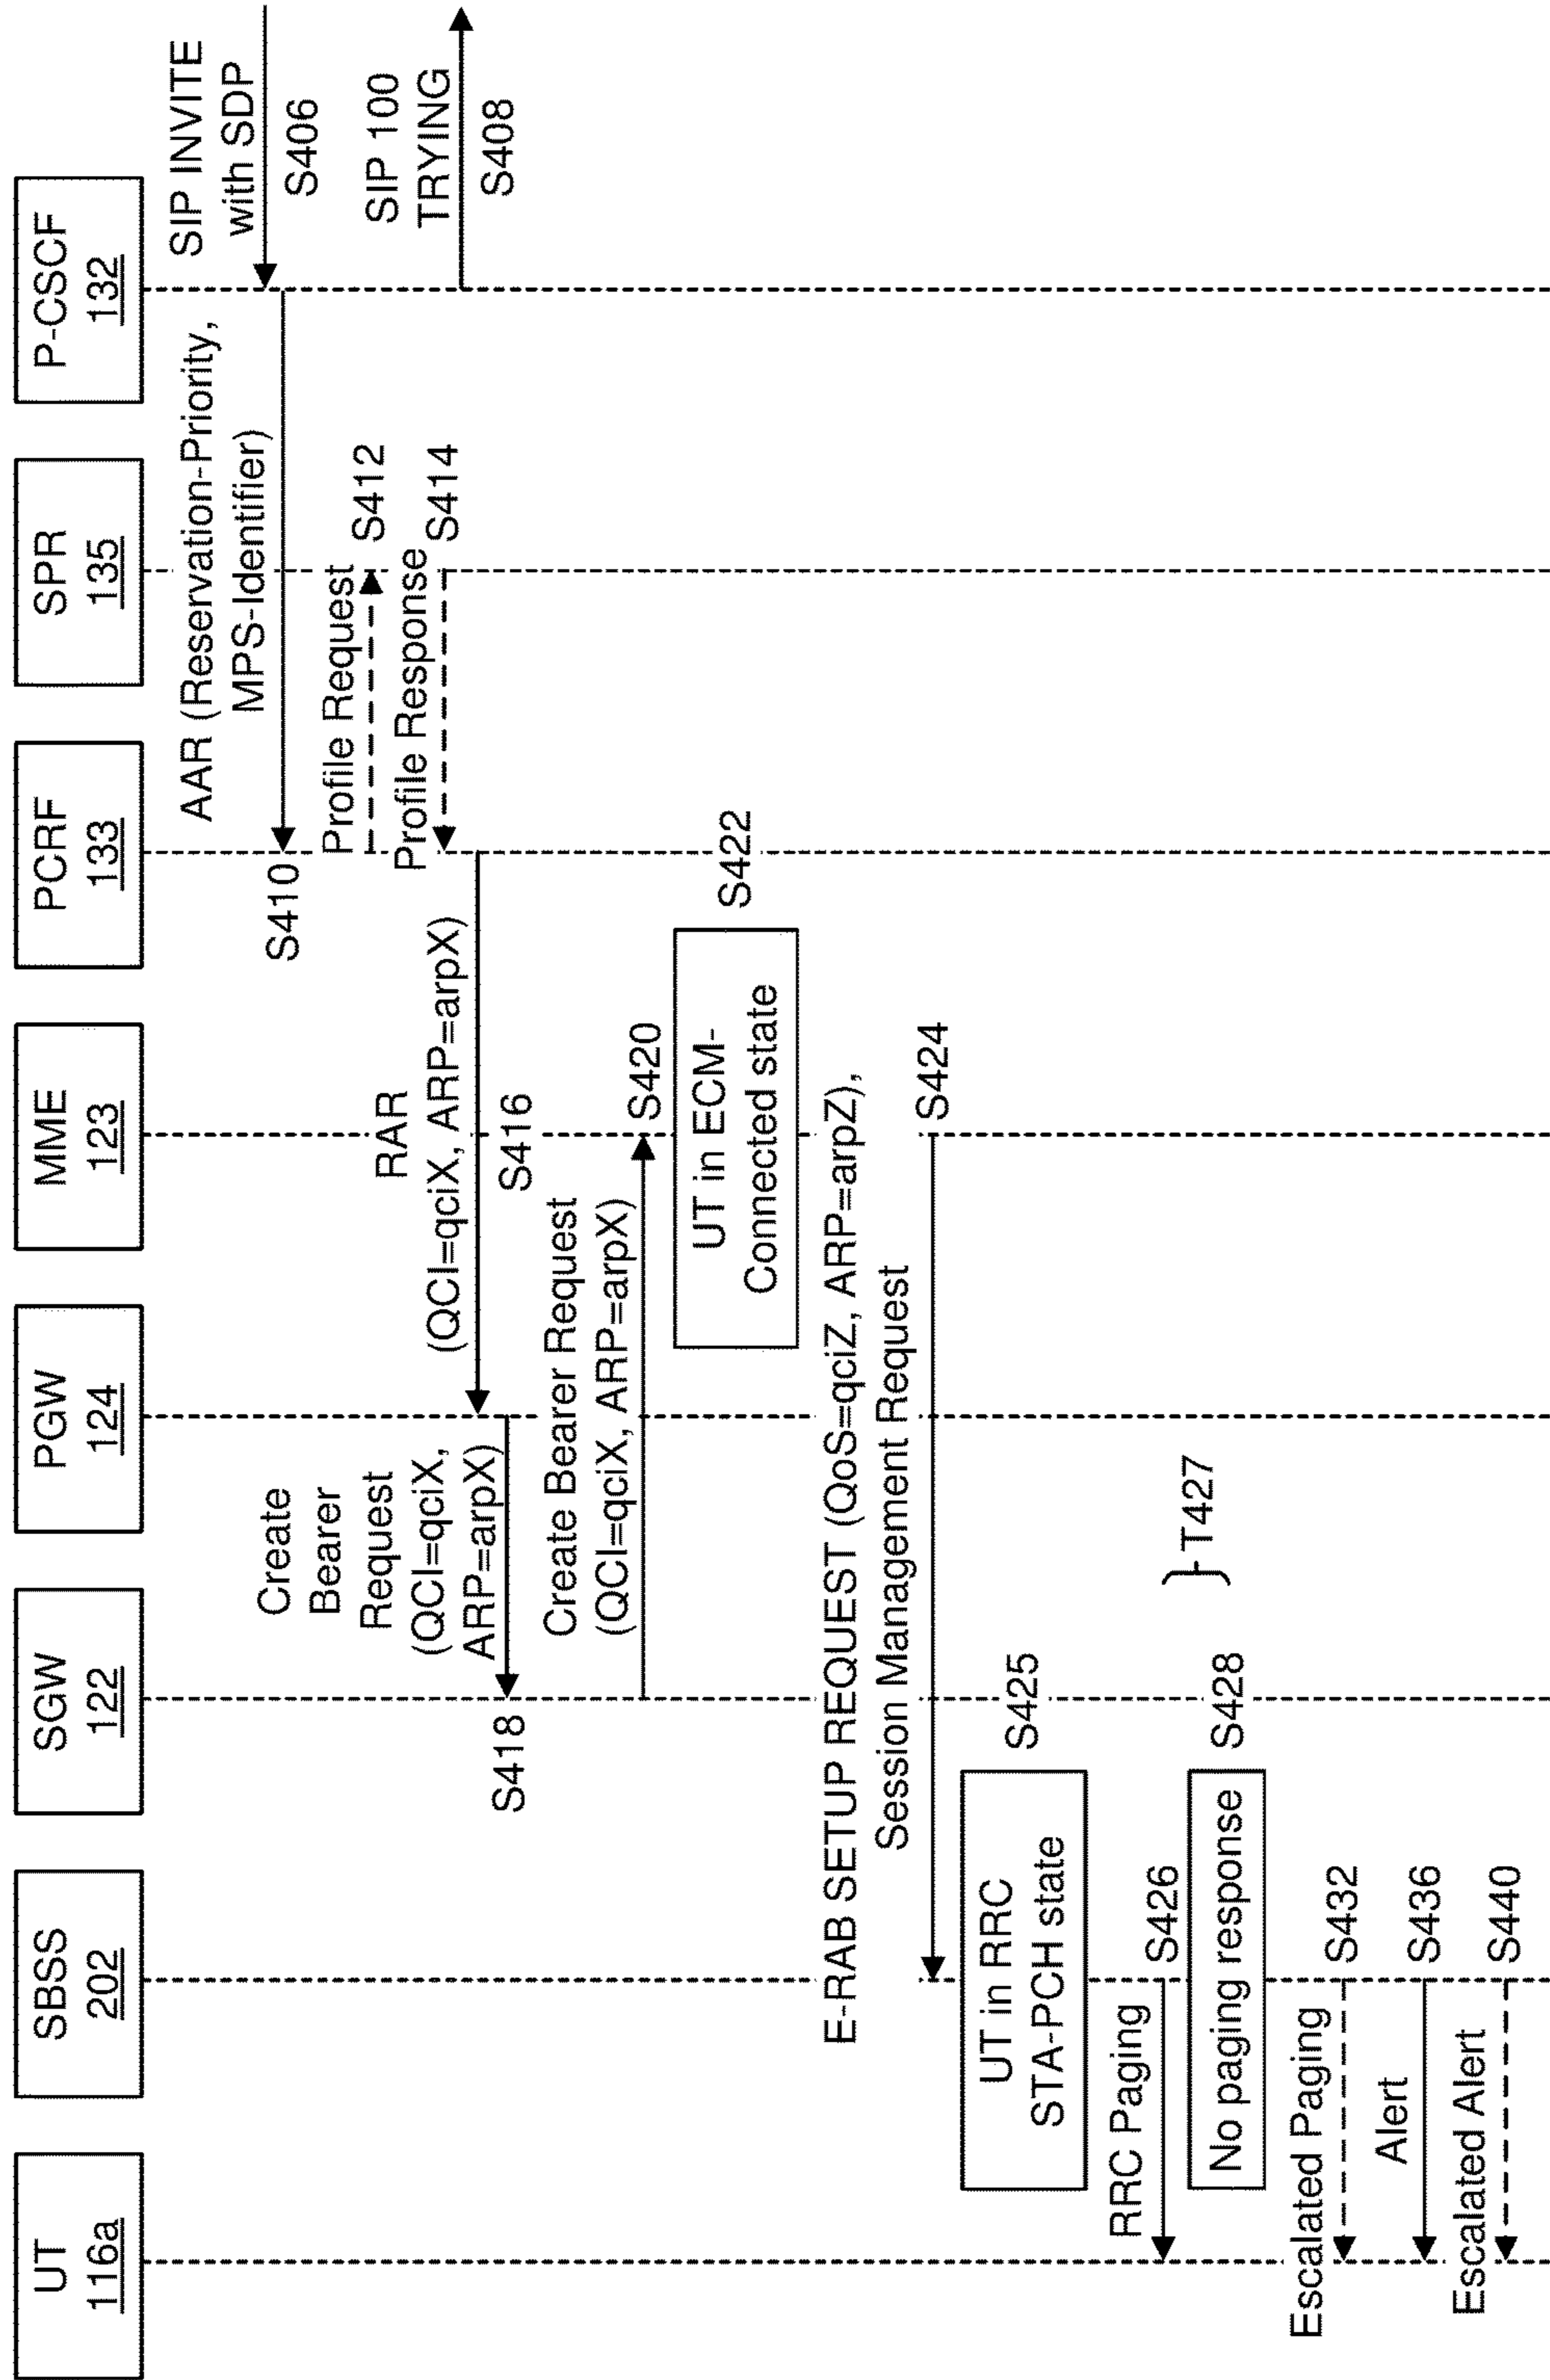 UT
116a
SBSS
202
SGW
122
PGW
124
MME
123
PCRF
133
SPR
135
P-CSCF
132
SIP INVITE
with SDP
S406
AAR (Reservation-Priority,
MPS-Identifier)
S410
SIP 100
TRYING
S408
Profile Request
S412
Profile Response
S414
RAR
(QCI=qciX, ARP=arpX)
S416
Create
Bearer
Request
(QCI=qciX,
ARP=arpX)
S418
Create Bearer Request
(QCI=qciX, ARP=arpX)
S420
UT in ECM-
Connected state
S422
E-RAB SETUP REQUEST (QoS=qciZ, ARP=arpZ),
Session Management Request
S424
UT in RRC
STA-PCH state
S425
RRC Paging
S426
T427
No paging response
S428
Escalated Paging
S432
Alert
S436
Escalated Alert
S440